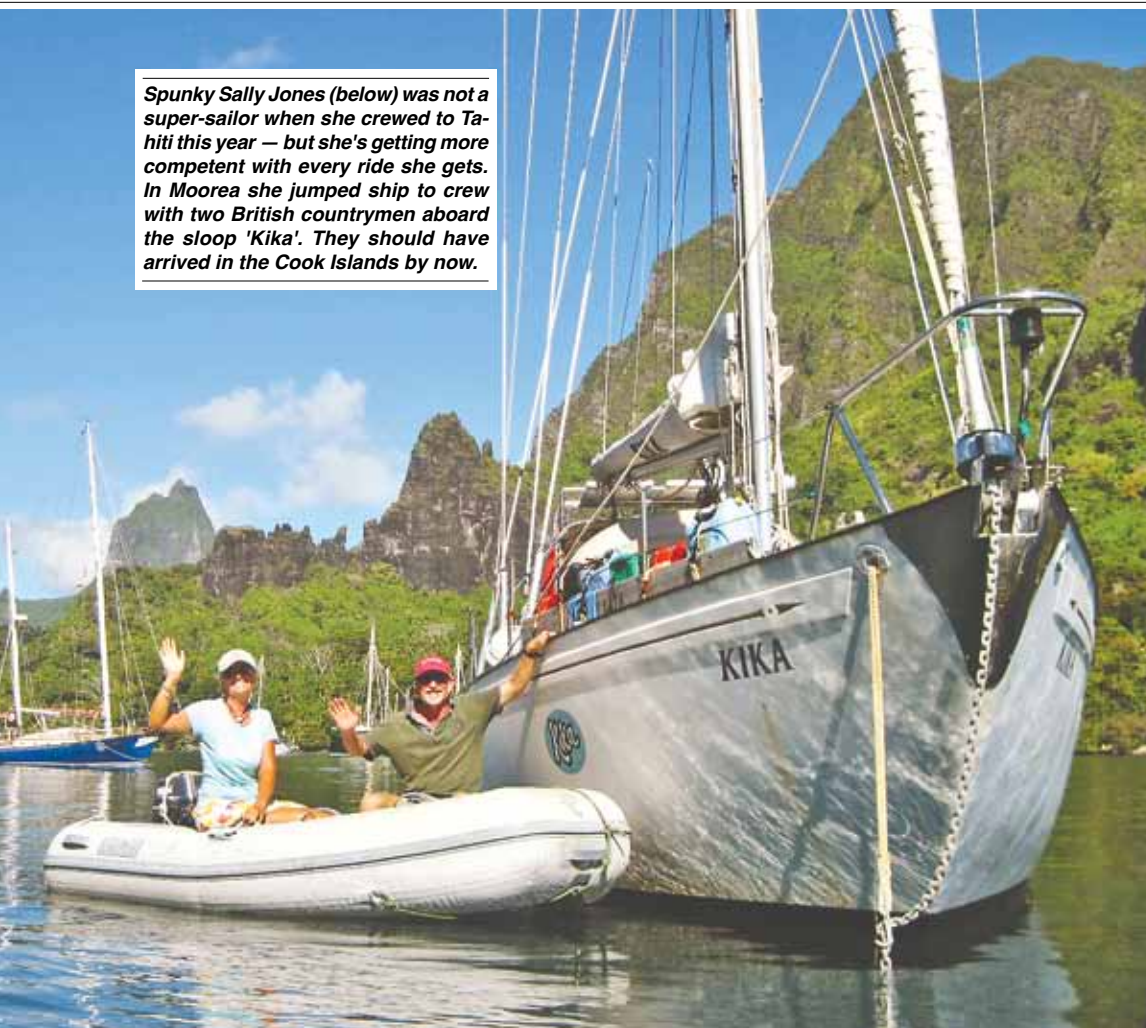 Spunky Sally Jones (below) was not a
super-sailor when she crewed to Ta-
hiti this year — but she's getting more
competent with every ride she gets.
In Moorea she jumped ship to crew
with two British countrymen aboard
the sloop 'Kika'. They should have
arrived in the Cook Islands by now.
KIKA